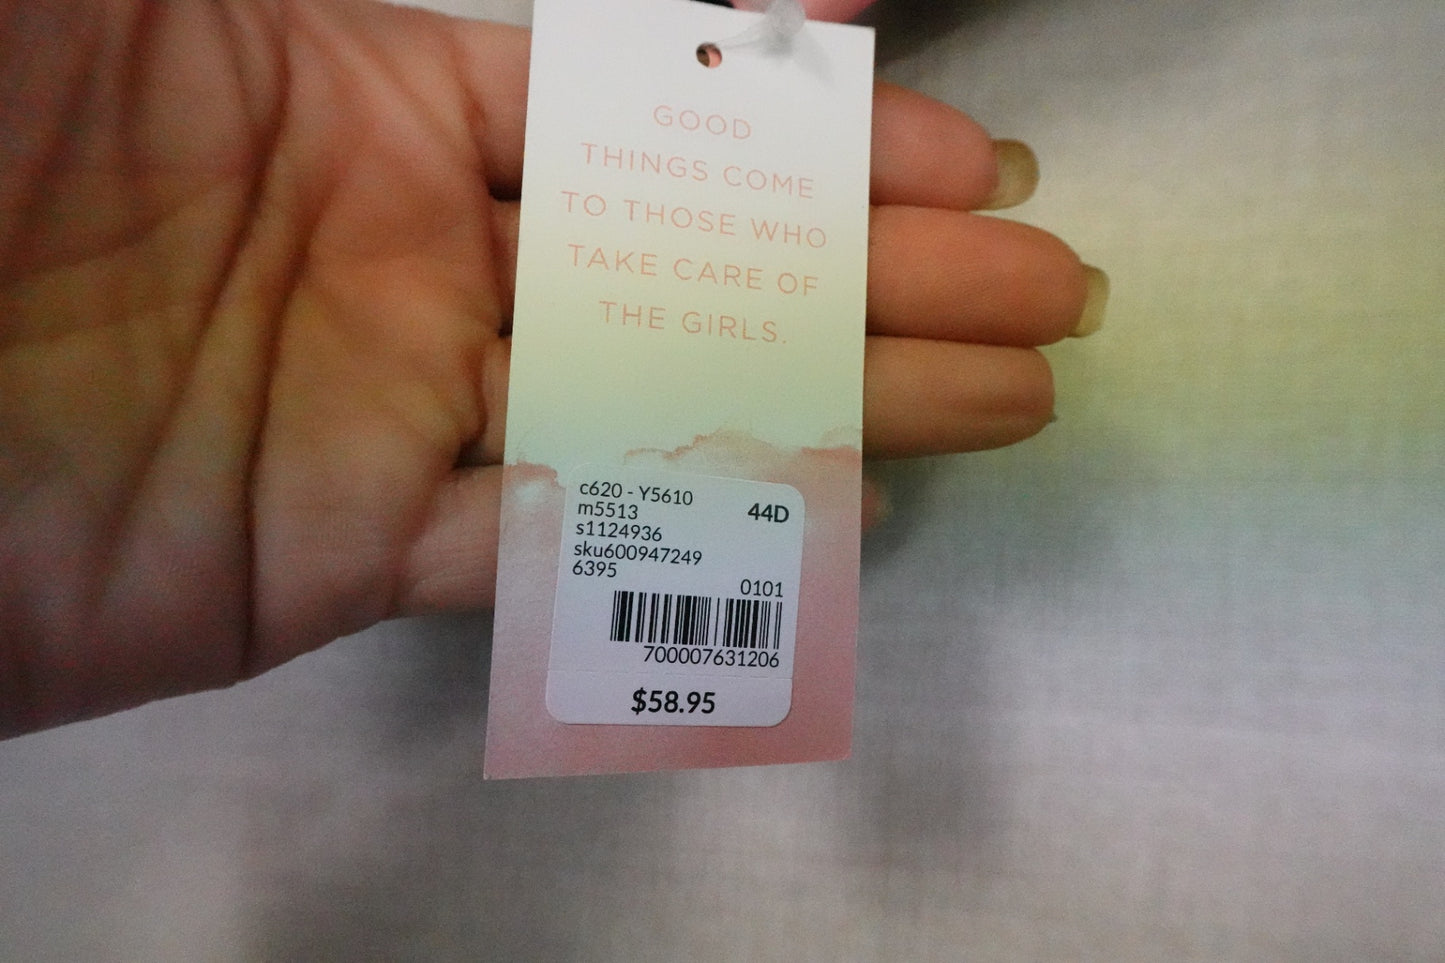 GOOD
THINGS COME
TO THOSE WHO
TAKE CARE OF
THE GIRLS.
c620 - Y5610
m5513
44D
s1124936
sku600947249
6395
0101
700007631206
$58.95